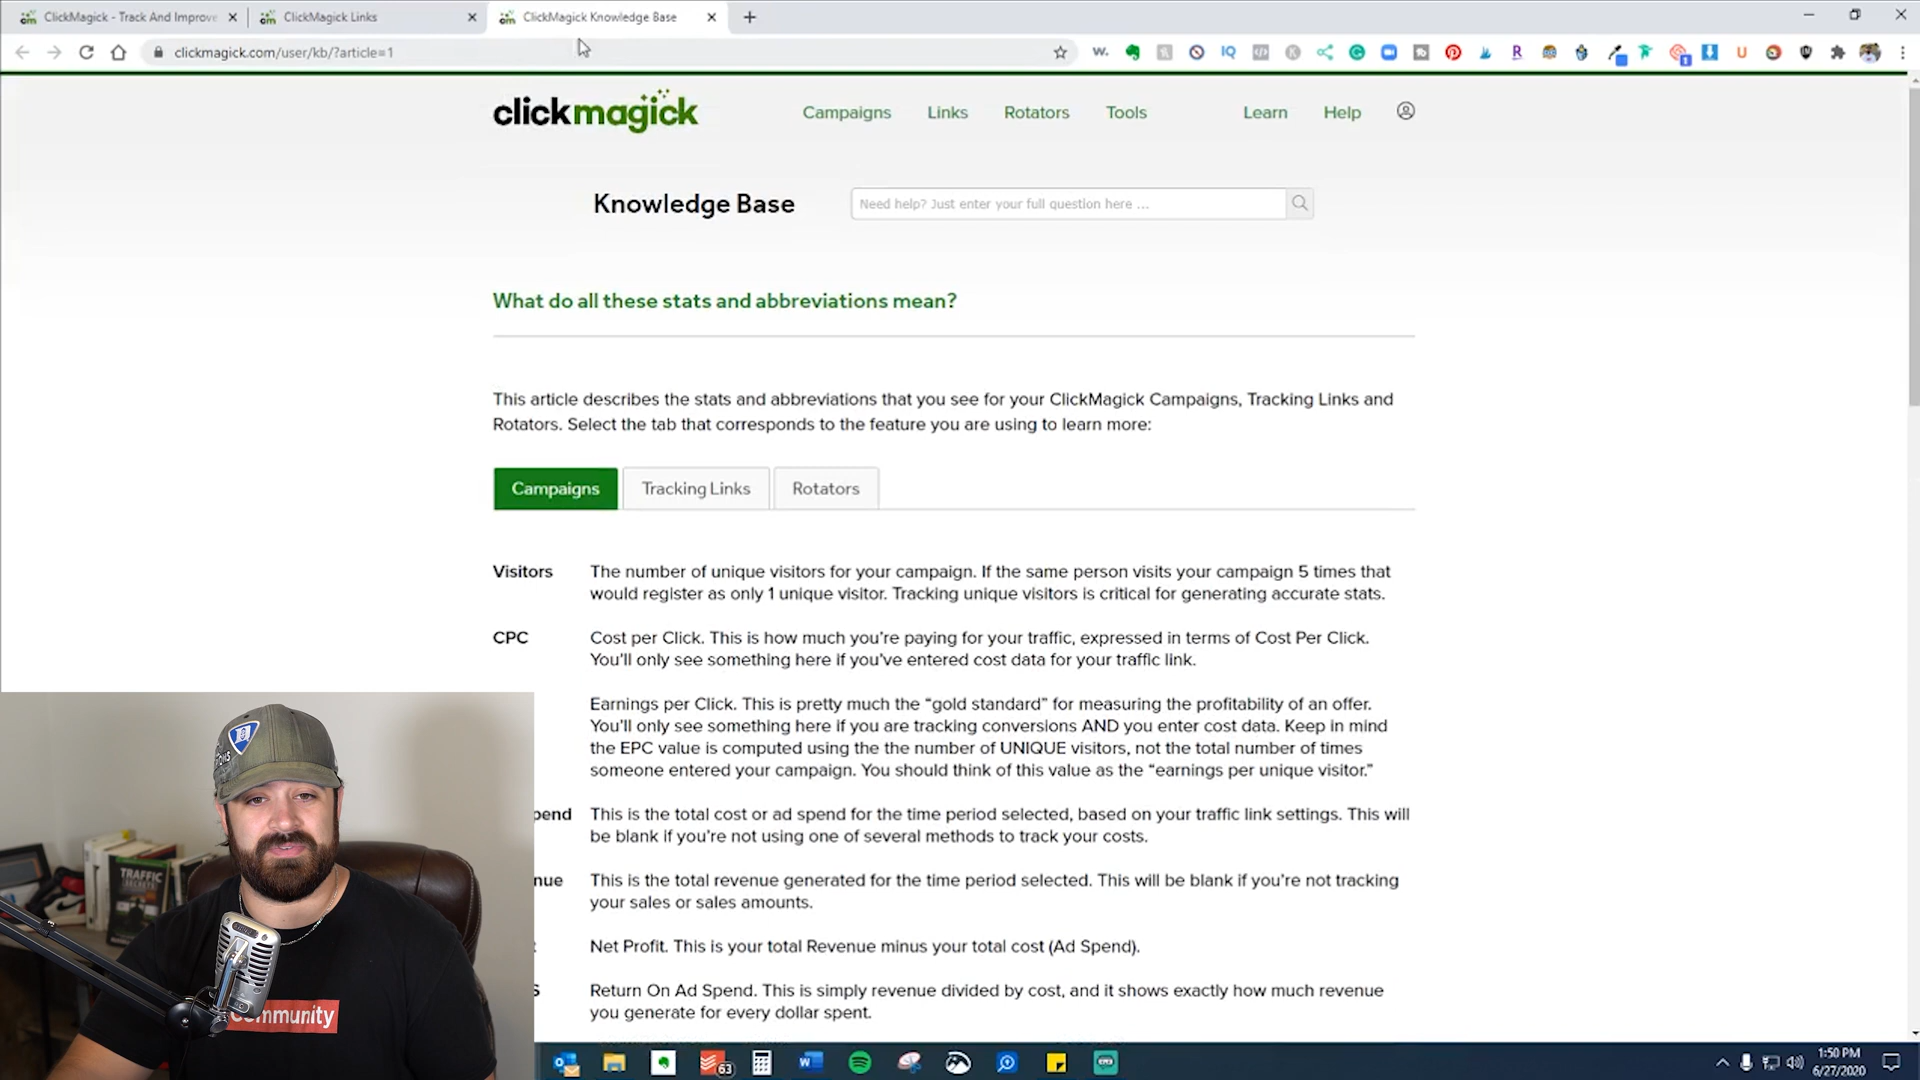 ClickMagick - Track And Improve
ClickMagick Links
ClickMagick Knowledge Base
clickmagick.com/user/kb/?article=1
clickmagick
Campaigns
Links
Rotators
Tools
Learn
Help
Knowledge Base
Need help? Just enter your full question here ...
What do all these stats and abbreviations mean?
This article describes the stats and abbreviations that you see for your ClickMagick Campaigns, Tracking Links and
Rotators. Select the tab that corresponds to the feature you are using to learn more:
Campaigns
Tracking Links
Rotators
Visitors
The number of unique visitors for your campaign. If the same person visits your campaign 5 times that
would register as only 1 unique visitor. Tracking unique visitors is critical for generating accurate stats.
CPC
Cost per Click. This is how much you're paying for your traffic, expressed in terms of Cost Per Click.
You'll only see something here if you've entered cost data for your traffic link.
Earnings per Click. This is pretty much the “gold standard” for measuring the profitability of an offer.
You'll only see something here if you are tracking conversions AND you enter cost data. Keep in mind
the EPC value is computed using the the number of UNIQUE visitors, not the total number of times
someone entered your campaign. You should think of this value as the “earnings per unique visitor.”
pend
This is the total cost or ad spend for the time period selected, based on your traffic link settings. This will
be blank if you're not using one of several methods to track your costs.
nue
This is the total revenue generated for the time period selected. This will be blank if you're not tracking
your sales or sales amounts.
Net Profit. This is your total Revenue minus your total cost (Ad Spend).
S
Return On Ad Spend. This is simply revenue divided by cost, and it shows exactly how much revenue
you generate for every dollar spent.
TRAFFIC
SECRETS
ommunity
63
1:50 PM
6/27/2020